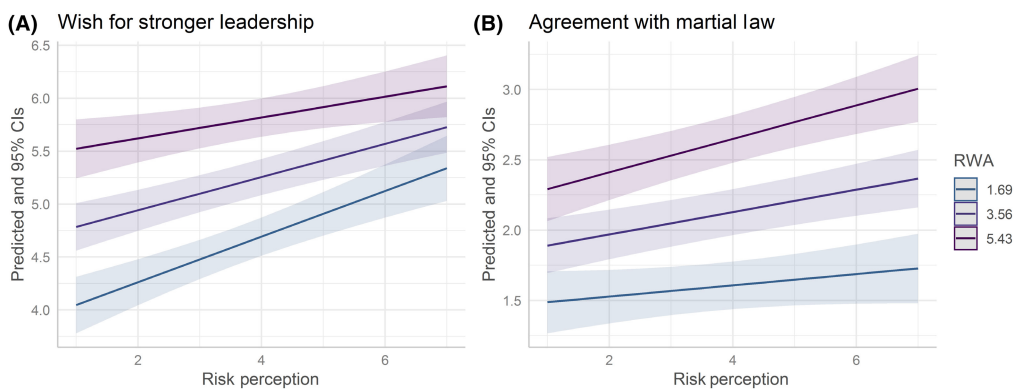 (A) Wish for stronger leadership
Predicted and 95% CIs
6.5
6.0
5.5
5.0
4.5
4.0
2 4 6
Risk perception
(B) Agreement with martial law
Predicted and 95% CIs
3.0
2.5
2.0
1.5
2 4 6
Risk perception
RWA
1.69
3.56
5.43